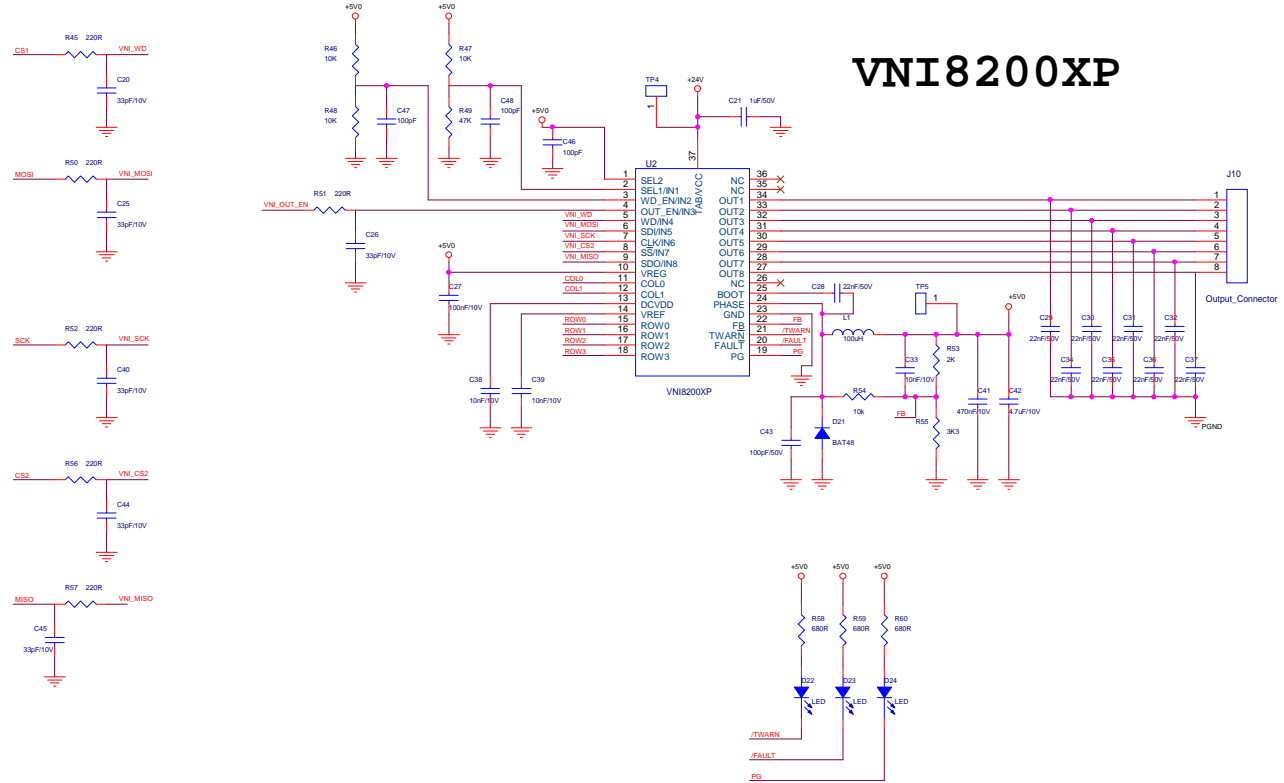 VNI8200XP
CS1
R45 220R
VNI_WD
C20
33pF/10V
MOSI
R50 220R
VNI_MOSI
C25
33pF/10V
SCK
R52 220R
VNI_SCK
C40
33pF/10V
CS2
R56 220R
VNI_CS2
C44
33pF/10V
MISO
R57 220R
VNI_MISO
C45
33pF/10V
+5V0
R46
10K
R48
10K
C47
100pF
+5V0
R47
10K
R49
47K
C48
100pF
+5V0
C46
100pF
VNI_OUT_EN
R51 220R
C26
33pF/10V
+5V0
C27
100nF/10V
C38
10nF/10V
C39
10nF/10V
TP4
1
+24V
C21 1uF/50V
37
TAB/VCC
U2
1 SEL2
2 SEL1/IN1
3 WD_EN/IN2
4 OUT_EN/IN3
VNI_WD 5 WD/IN4
VNI_MOSI 6 SDI/IN5
VNI_SCK 7 CLK/IN6
VNI_CS2 8 SS/IN7
VNI_MISO 9 SDO/IN8
10 VREG
COL0 11 COL0
COL1 12 COL1
13 DCVDD
14 VREF
ROW0 15 ROW0
ROW1 16 ROW1
ROW2 17 ROW2
ROW3 18 ROW3
NC 36
NC 35
OUT1 34
OUT2 33
OUT3 32
OUT4 31
OUT5 30
OUT6 29
OUT7 28
OUT8 27
NC 26
BOOT 25
PHASE 24
GND 23
FB 22 FB
TWARN 21 /TWARN
FAULT 20 /FAULT
PG 19 PG
VNI8200XP
C28 22nF/50V
L1
100uH
TP5
1
+5V0
C33
10nF/10V
R53
2K
R54
10k
FB
R55
3K3
C41
470nF/10V
C42
4.7uF/10V
C43
100pF/50V
D21
BAT48
J10
1
2
3
4
5
6
7
8
Output_Connector
C29
22nF/50V
C30
22nF/50V
C31
22nF/50V
C32
22nF/50V
C34
22nF/50V
C35
22nF/50V
C36
22nF/50V
C37
22nF/50V
PGND
+5V0
+5V0
+5V0
R58
680R
R59
680R
R60
680R
D22
LED
D23
LED
D24
LED
/TWARN
/FAULT
PG